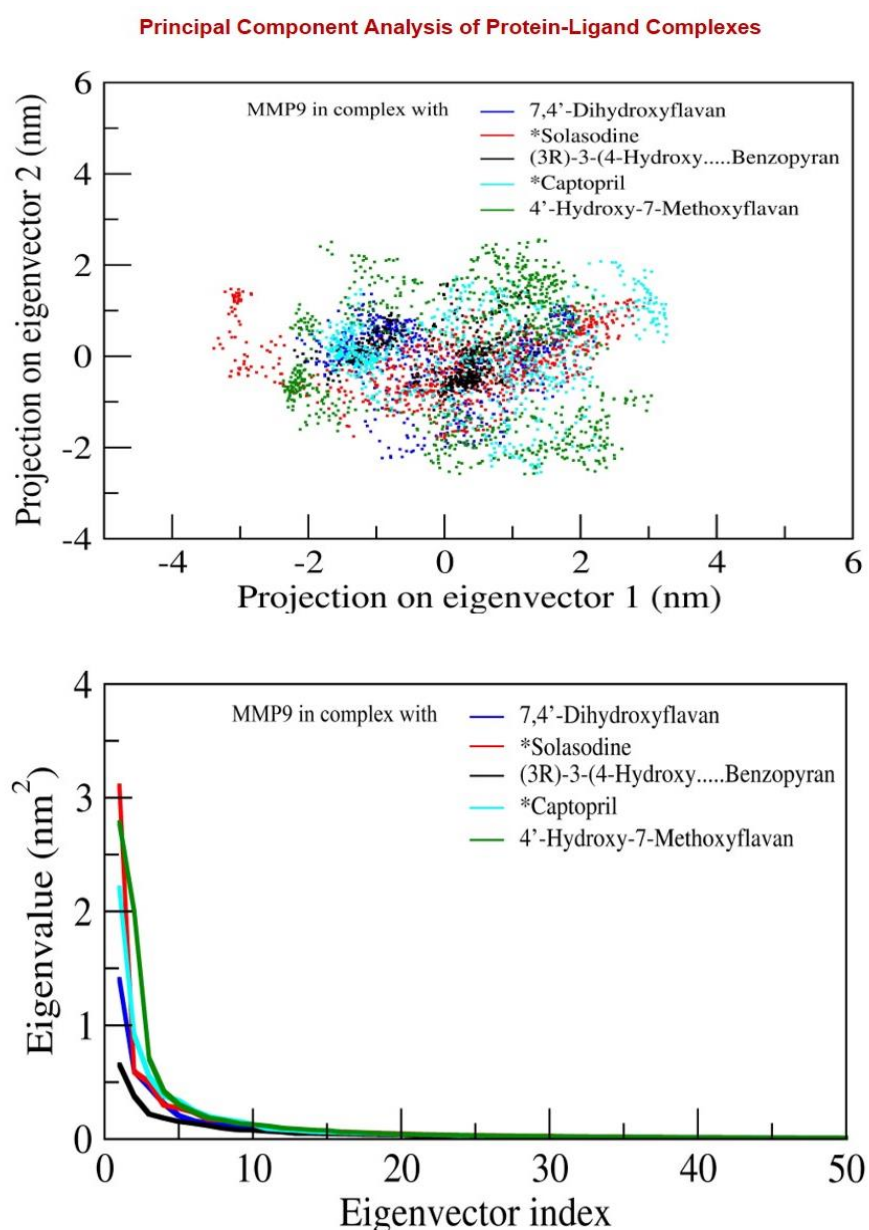 Principal Component Analysis of Protein-Ligand Complexes
6
4
2
0
-2
-4
Projection on eigenvector 2 (nm)
MMP9 in complex with
7,4’-Dihydroxyflavan
*Solasodine
(3R)-3-(4-Hydroxy.....Benzopyran
*Captopril
4’-Hydroxy-7-Methoxyflavan
-4 -2 0 2 4 6
Projection on eigenvector 1 (nm)
4
3
2
1
0
Eigenvalue (nm²)
MMP9 in complex with
7,4’-Dihydroxyflavan
*Solasodine
(3R)-3-(4-Hydroxy.....Benzopyran
*Captopril
4’-Hydroxy-7-Methoxyflavan
0 10 20 30 40 50
Eigenvector index